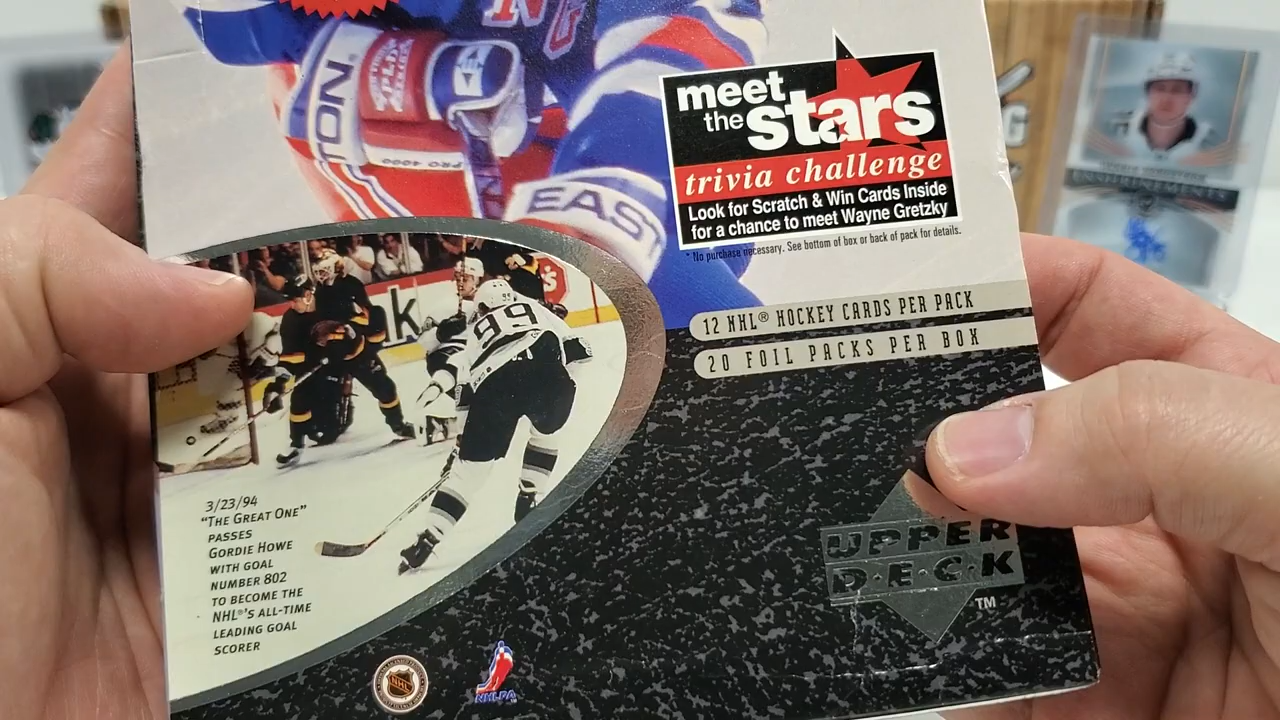 meet
the stars
trivia challenge
Look for Scratch & Win Cards Inside
for a chance to meet Wayne Gretzky
* No purchase necessary. See bottom of box or back of pack for details.
12 NHL® HOCKEY CARDS PER PACK
20 FOIL PACKS PER BOX
EAST
99
3/23/94
"THE GREAT ONE"
PASSES
GORDIE HOWE
WITH GOAL
NUMBER 802
TO BECOME THE
NHL®'S ALL-TIME
LEADING GOAL
SCORER
UPPER
D·E·C·K
TM
NHL
NHLPA